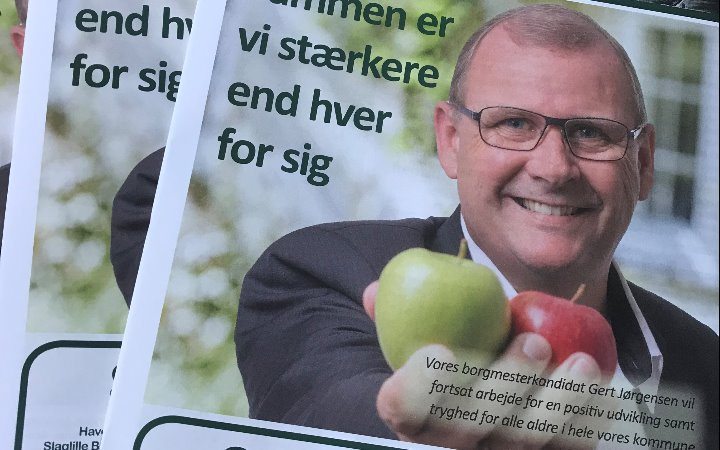 end hv
for sig
ammen er
vi stærkere
end hver
for sig
Vores borgmesterkandidat Gert Jørgensen vil
fortsat arbejde for en positiv udvikling samt
tryghed for alle aldre i hele vores kommune
Have
Slaglille B